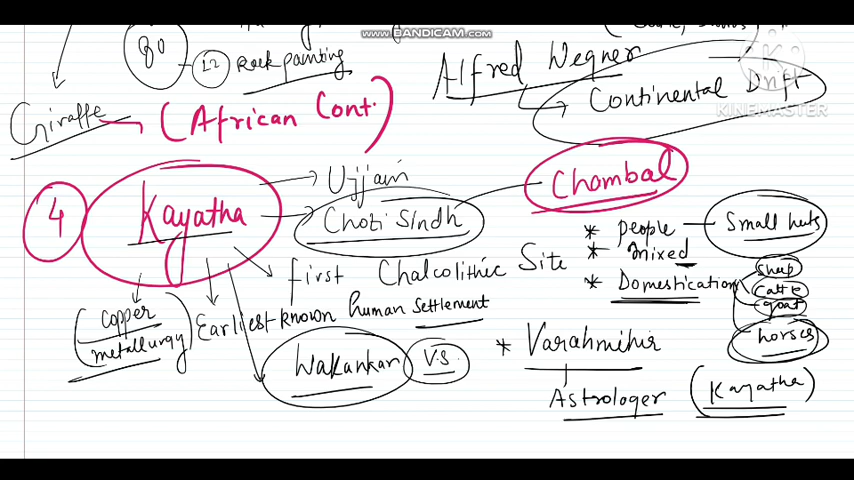 WWW.BANDICAM.COM
90
12 Rock painting
Giraffe
(African Cont.)
Alfred Wegner
Continental Drift
KINEMASTER
4
Kayatha
Ujjain
Choti Sindh
Chambal
First Chalcolithic Site
Earliest known human settlement
(copper
metallurgy)
Wakankar V.S
* people Small huts
* mixed
* Domestication
sheep
cattle
goat
horses
* Varahmihir
Astrologer (Kayatha)